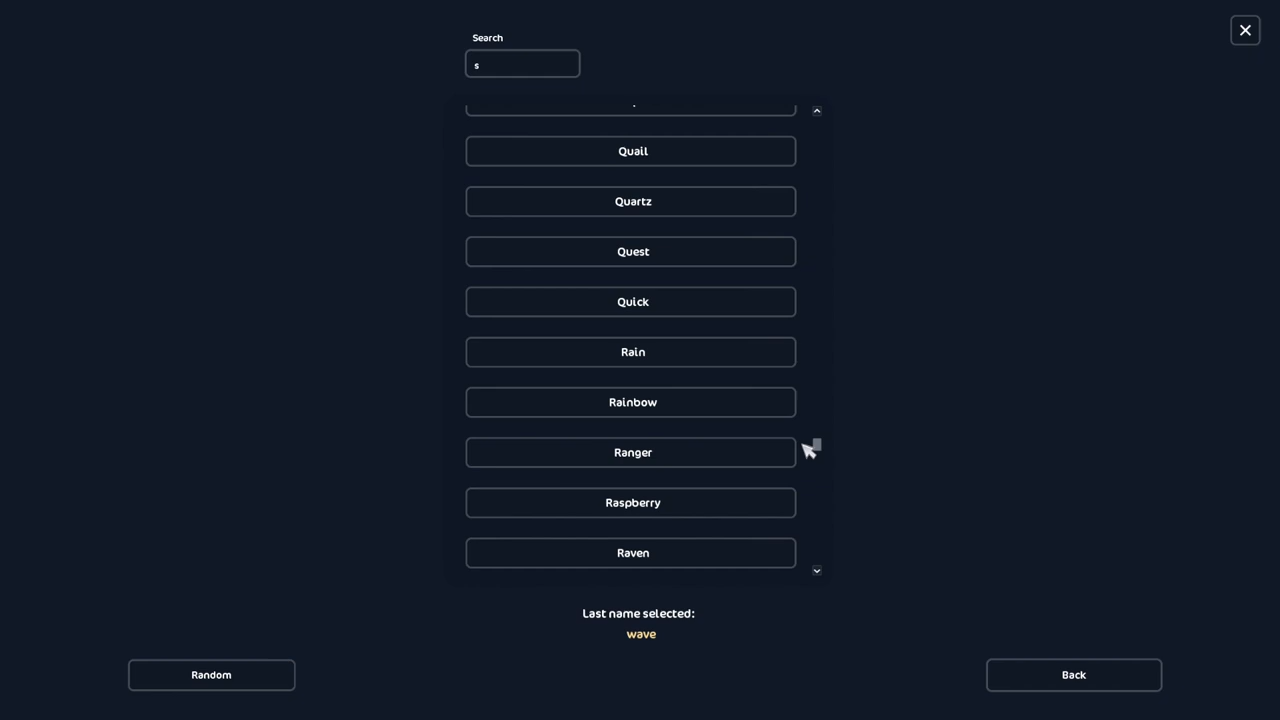 Search
s
Quail
Quartz
Quest
Quick
Rain
Rainbow
Ranger
Raspberry
Raven
Last name selected:
wave
Random
Back